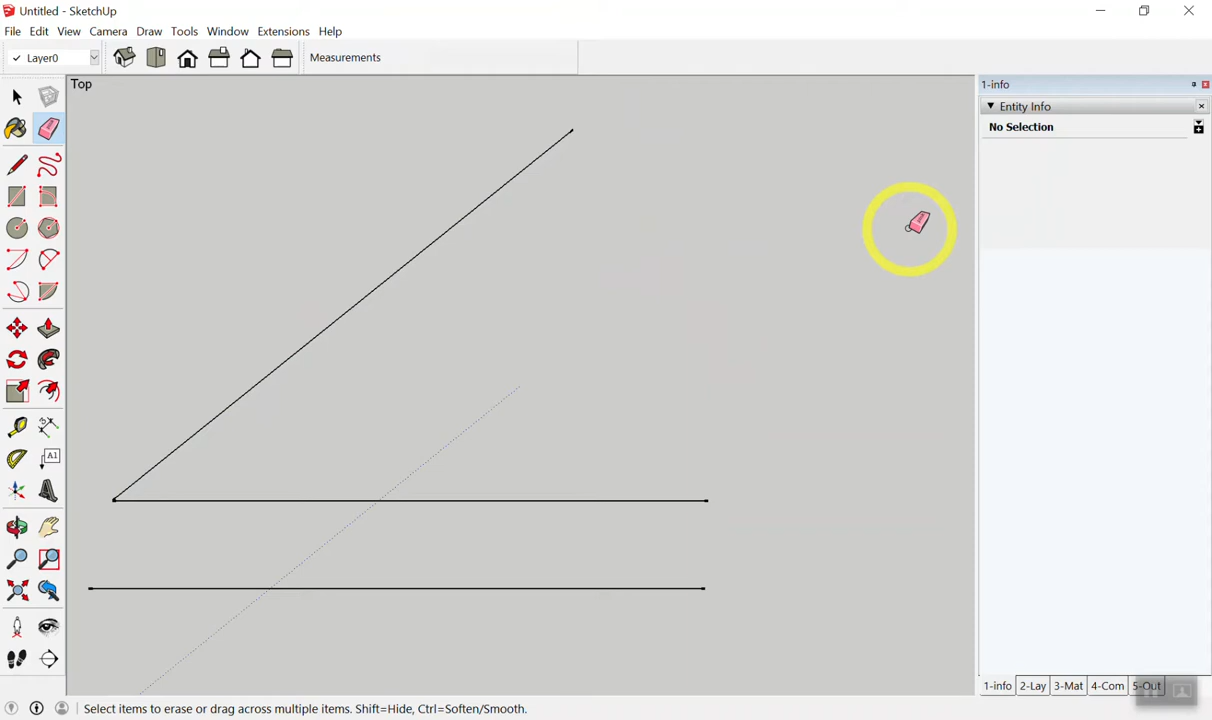 Untitled - SketchUp
File Edit View Camera Draw Tools Window Extensions Help
Layer0 Measurements
Top
1-info
Entity Info
No Selection
A1
1-info 2-Lay 3-Mat 4-Com 5-Out
Select items to erase or drag across multiple items. Shift=Hide, Ctrl=Soften/Smooth.